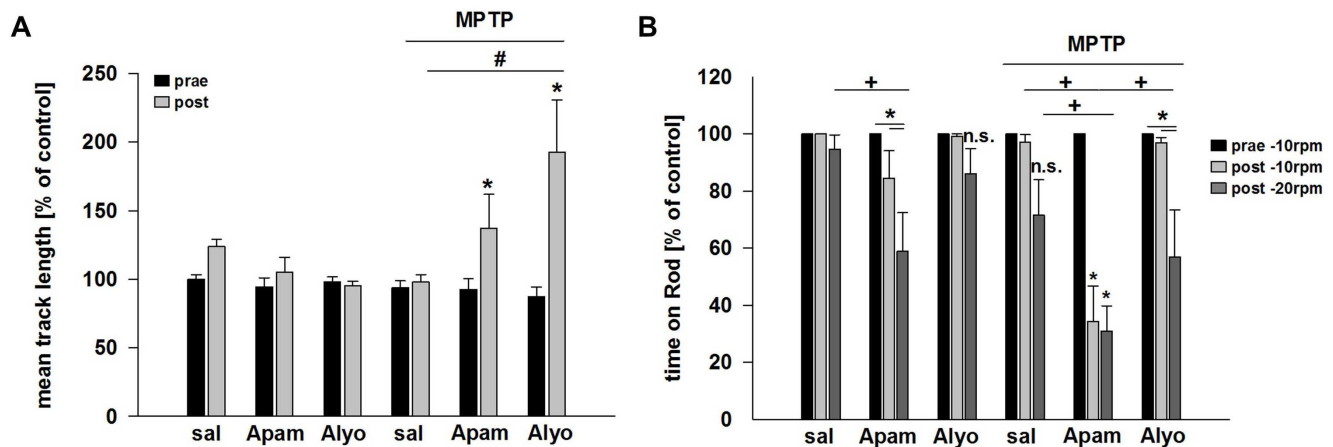 A
MPTP
#
mean track length [% of control]
250
200
150
100
50
0
prae
post
*
*
sal Apam Alyo sal Apam Alyo
B
MPTP
+ + +
+
time on Rod [% of control]
120
100
80
60
40
20
0
* n.s. n.s. * * *
prae -10rpm
post -10rpm
post -20rpm
sal Apam Alyo sal Apam Alyo